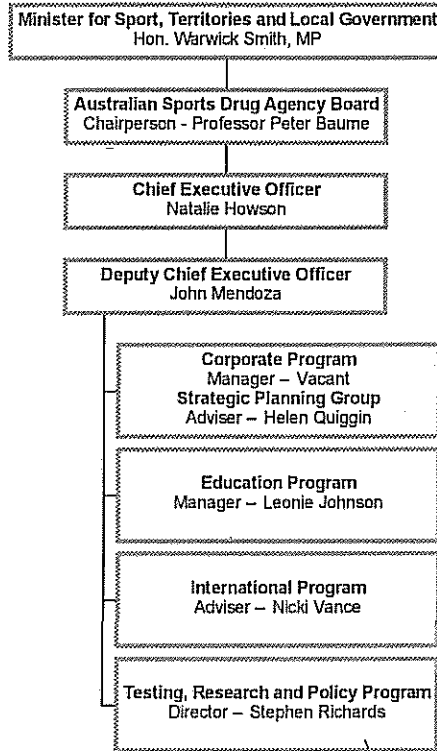 Minister for Sport, Territories and Local Government
Hon. Warwick Smith, MP
Australian Sports Drug Agency Board
Chairperson - Professor Peter Baume
Chief Executive Officer
Natalie Howson
Deputy Chief Executive Officer
John Mendoza
Corporate Program
Manager – Vacant
Strategic Planning Group
Adviser – Helen Quiggin
Education Program
Manager – Leonie Johnson
International Program
Adviser – Nicki Vance
Testing, Research and Policy Program
Director – Stephen Richards